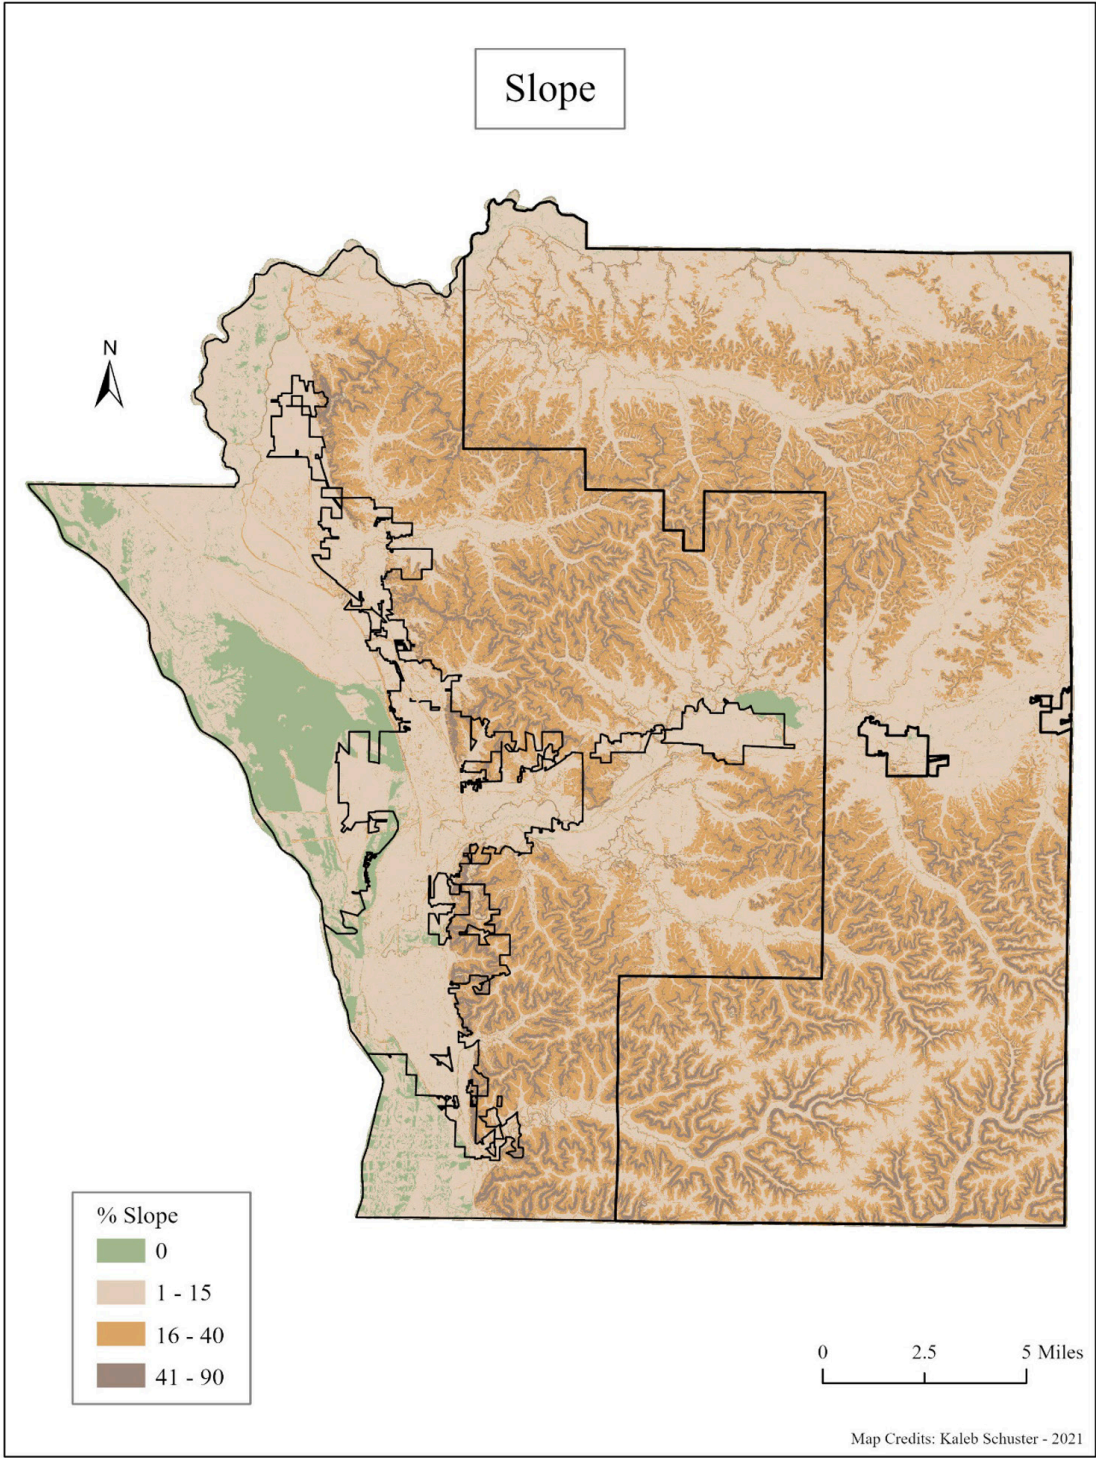 Slope
N
% Slope
0
1 - 15
16 - 40
41 - 90
0 2.5 5 Miles
Map Credits: Kaleb Schuster - 2021